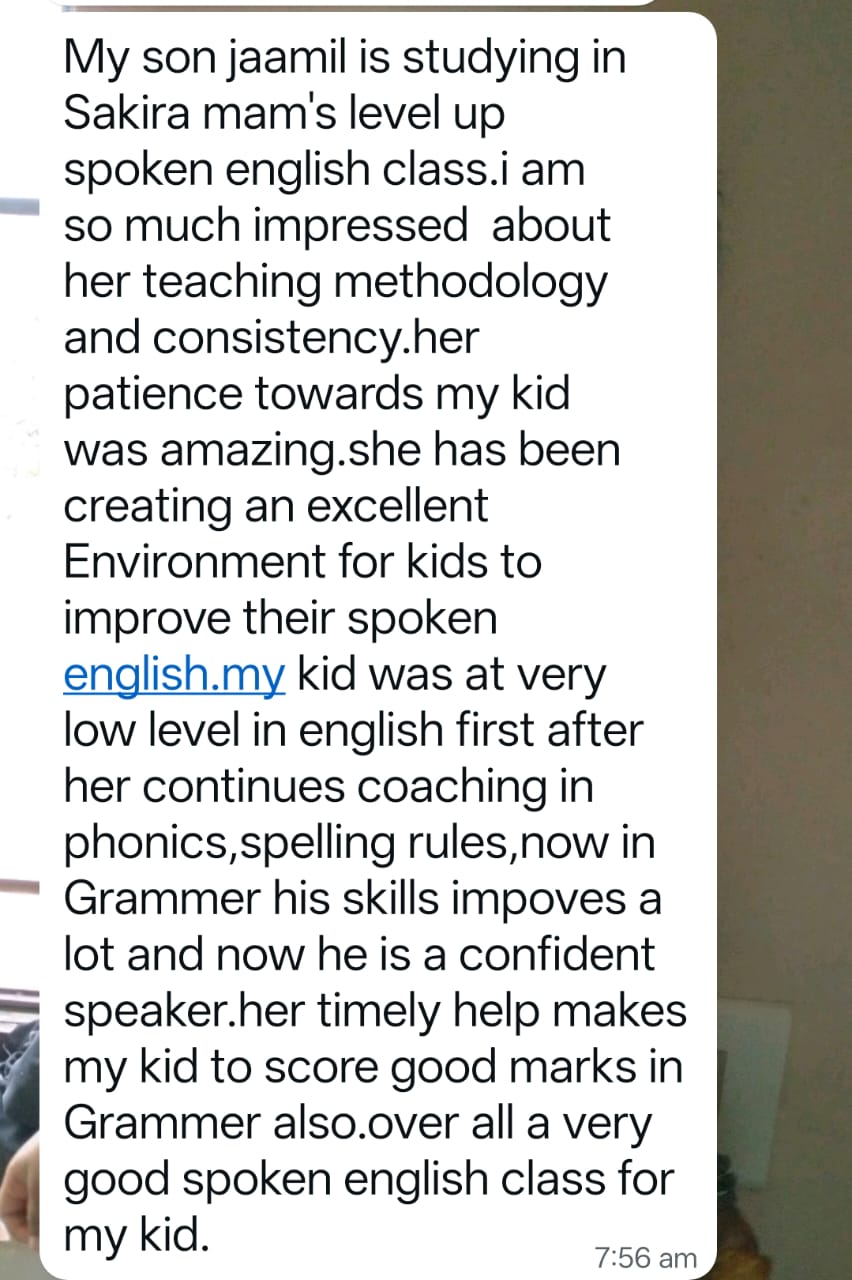 My son jaamil is studying in
Sakira mam's level up
spoken english class.i am
so much impressed  about
her teaching methodology
and consistency.her
patience towards my kid
was amazing.she has been
creating an excellent
Environment for kids to
improve their spoken
english.my kid was at very
low level in english first after
her continues coaching in
phonics,spelling rules,now in
Grammer his skills impoves a
lot and now he is a confident
speaker.her timely help makes
my kid to score good marks in
Grammer also.over all a very
good spoken english class for
my kid.
7:56 am